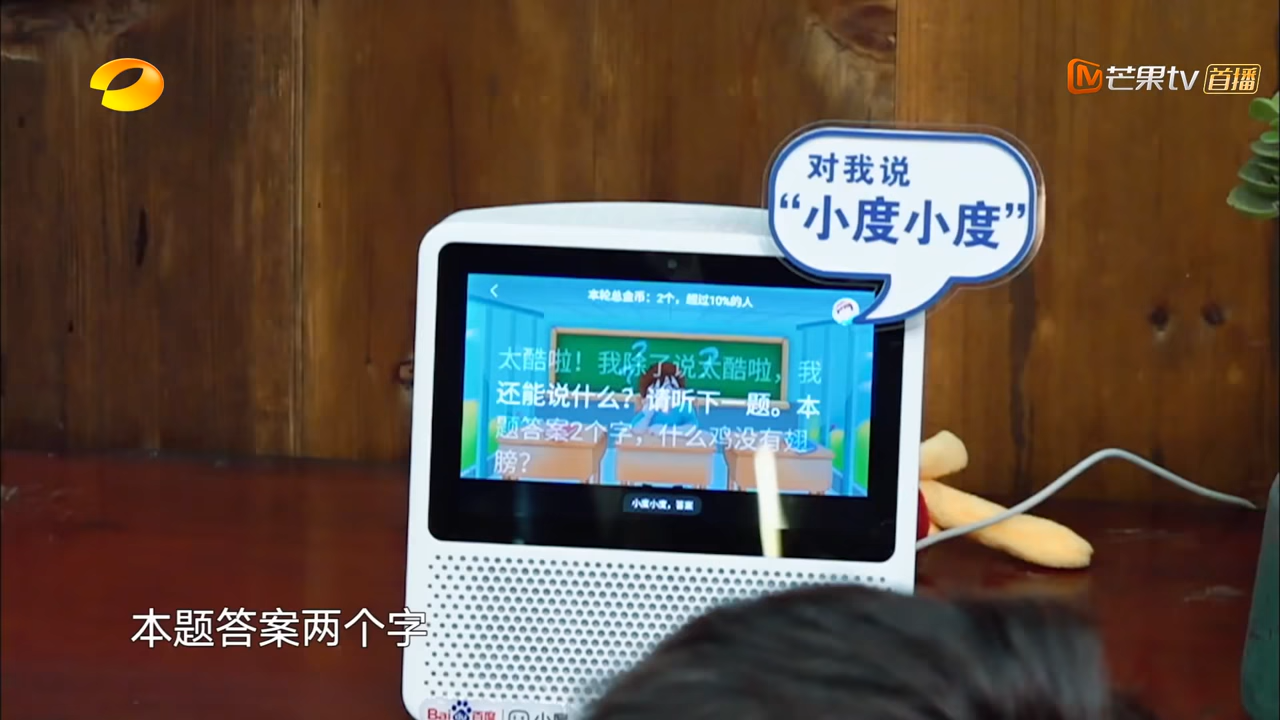 芒果tv 首播
对我说
“小度小度”
本轮总金币：2个，超过10%的人
太酷啦！我除了说太酷啦，我
还能说什么？请听下一题。本
题答案2个字，什么鸡没有翅
膀？
小度小度，答案
本题答案两个字
Bai 百度